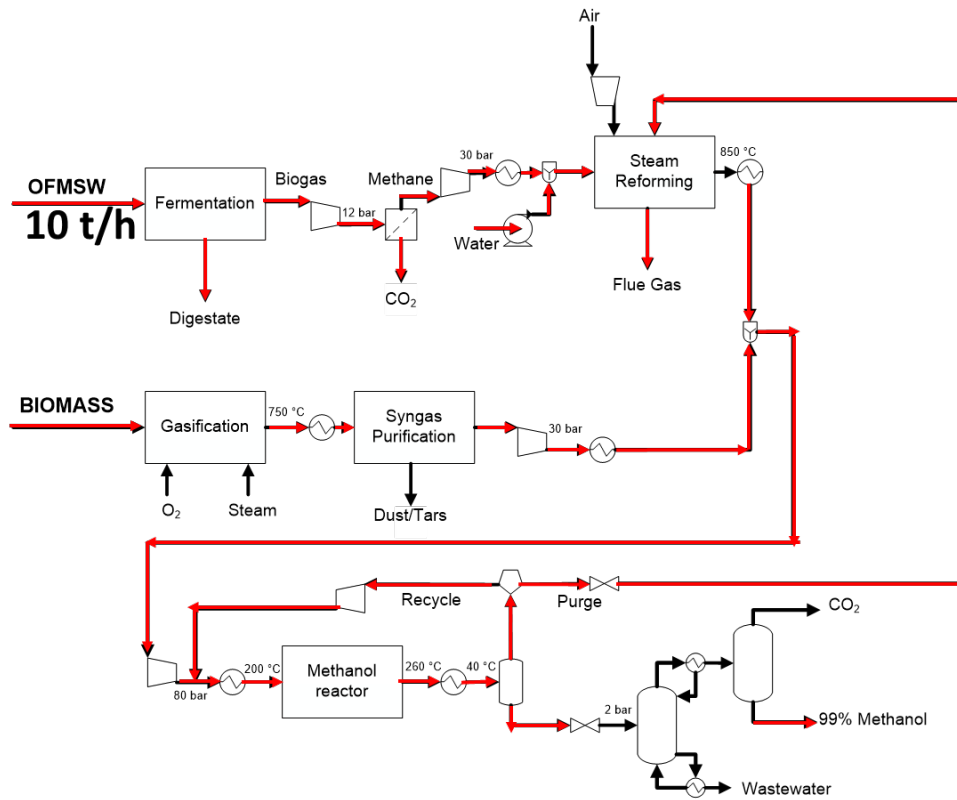 Air
30 bar
850 °C
Steam
Reforming
OFMSW
10 t/h
Fermentation
Biogas
12 bar
Methane
Water
Flue Gas
CO₂
Digestate
BIOMASS
Gasification
750 °C
Syngas
Purification
30 bar
O₂
Steam
Dust/Tars
Recycle
Purge
CO₂
200 °C
Methanol
reactor
260 °C
40 °C
80 bar
2 bar
99% Methanol
Wastewater